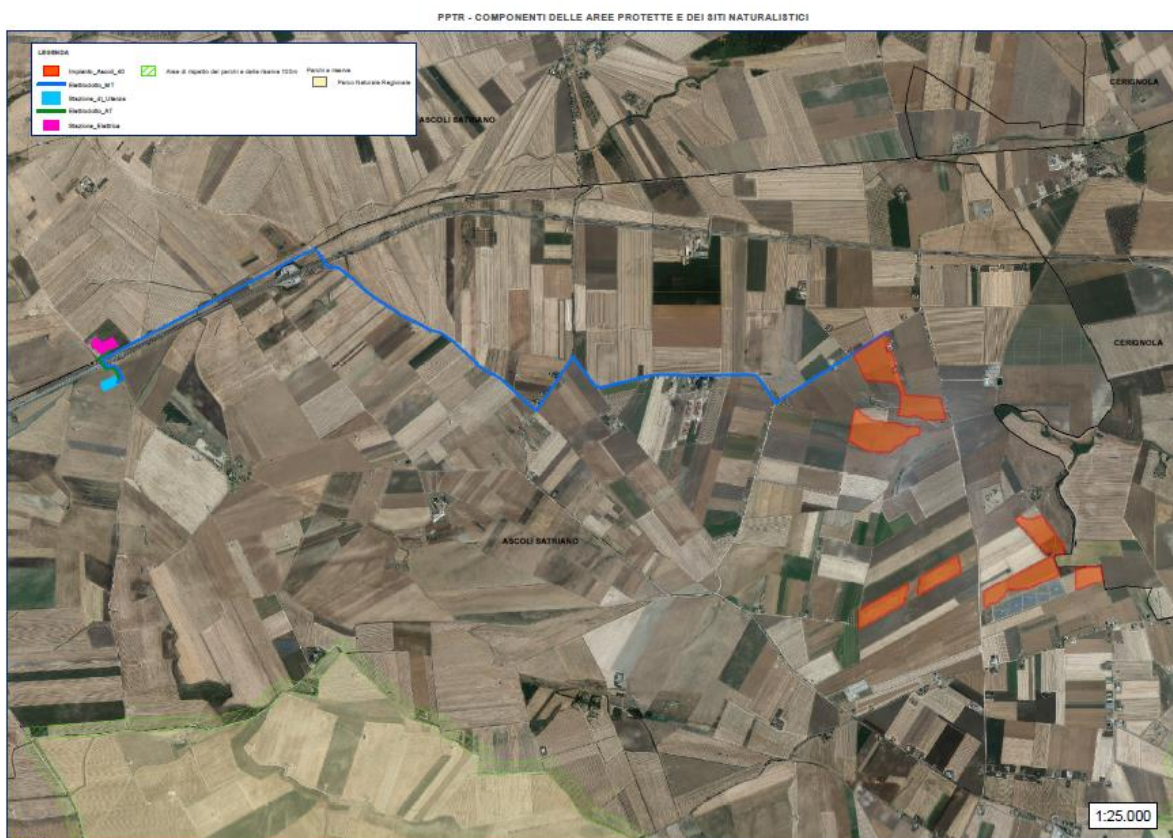 PPTR - COMPONENTI DELLE AREE PROTETTE E DEI SITI NATURALISTICI
LEGENDA
Impianto_Ascoli_40
Elettrodotto_MT
Stazione_di_Utenza
Elettrodotto_AT
Stazione_Elettrica
Area di rispetto dei parchi e delle riserve 100m
Parchi e riserve
Parco Naturale Regionale
ASCOLI SATRIANO
CERIGNOLA
CERIGNOLA
ASCOLI SATRIANO
1:25.000